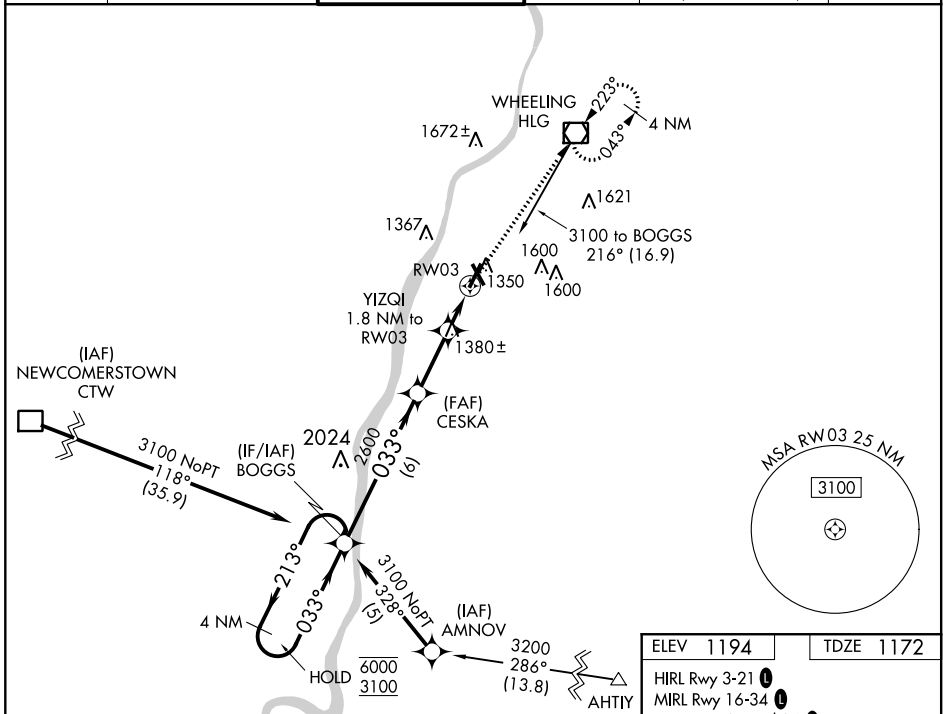 WHEELING
HLG
223°
043°
4 NM
1672±
1621
1367
3100 to BOGGS
216° (16.9)
1600
1600
RW03
1350
YIZQI
1.8 NM to
RW03
1380±
(IAF)
NEWCOMERSTOWN
CTW
(FAF)
CESKA
3100 NoPT
118°
(35.9)
2024
(IF/IAF)
BOGGS
2600
033°
(6)
MSA RW03 25 NM
3100
213°
033°
4 NM
HOLD
6000
3100
3100 NoPT
328°
(5)
(IAF)
AMNOV
3200
286°
(13.8)
AHTIY
ELEV 1194
TDZE 1172
HIRL Rwy 3-21 L
MIRL Rwy 16-34 L